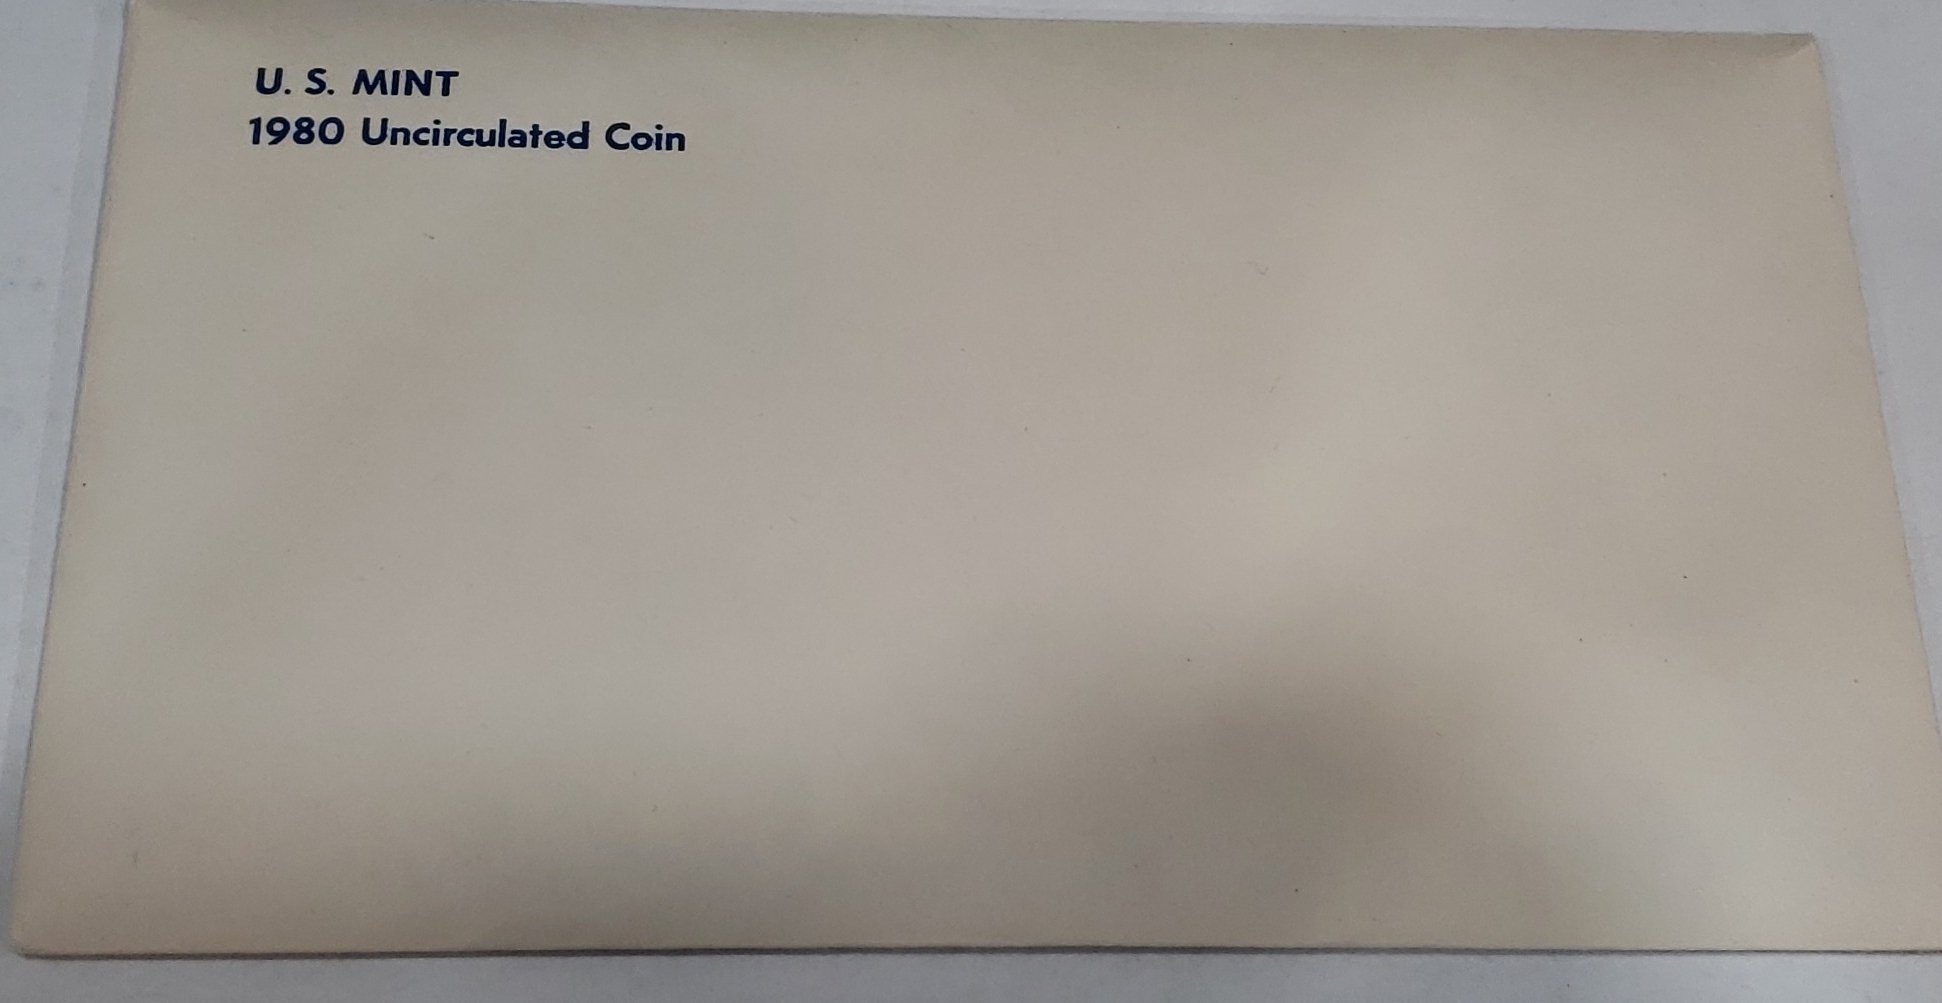 U. S. MINT
1980 Uncirculated Coin